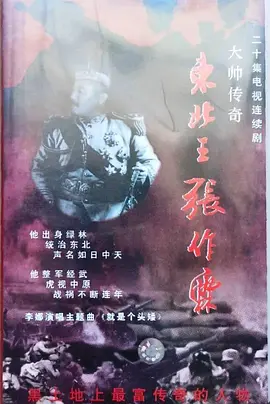 二十集电视连续剧
大帅传奇
東北王張作霖
他出身绿林
统治东北
声名如日中天
他整军经武
虎视中原
战祸不断连年
李娜演唱主题曲《就是个头矮》
黑土地上最富传奇的人物